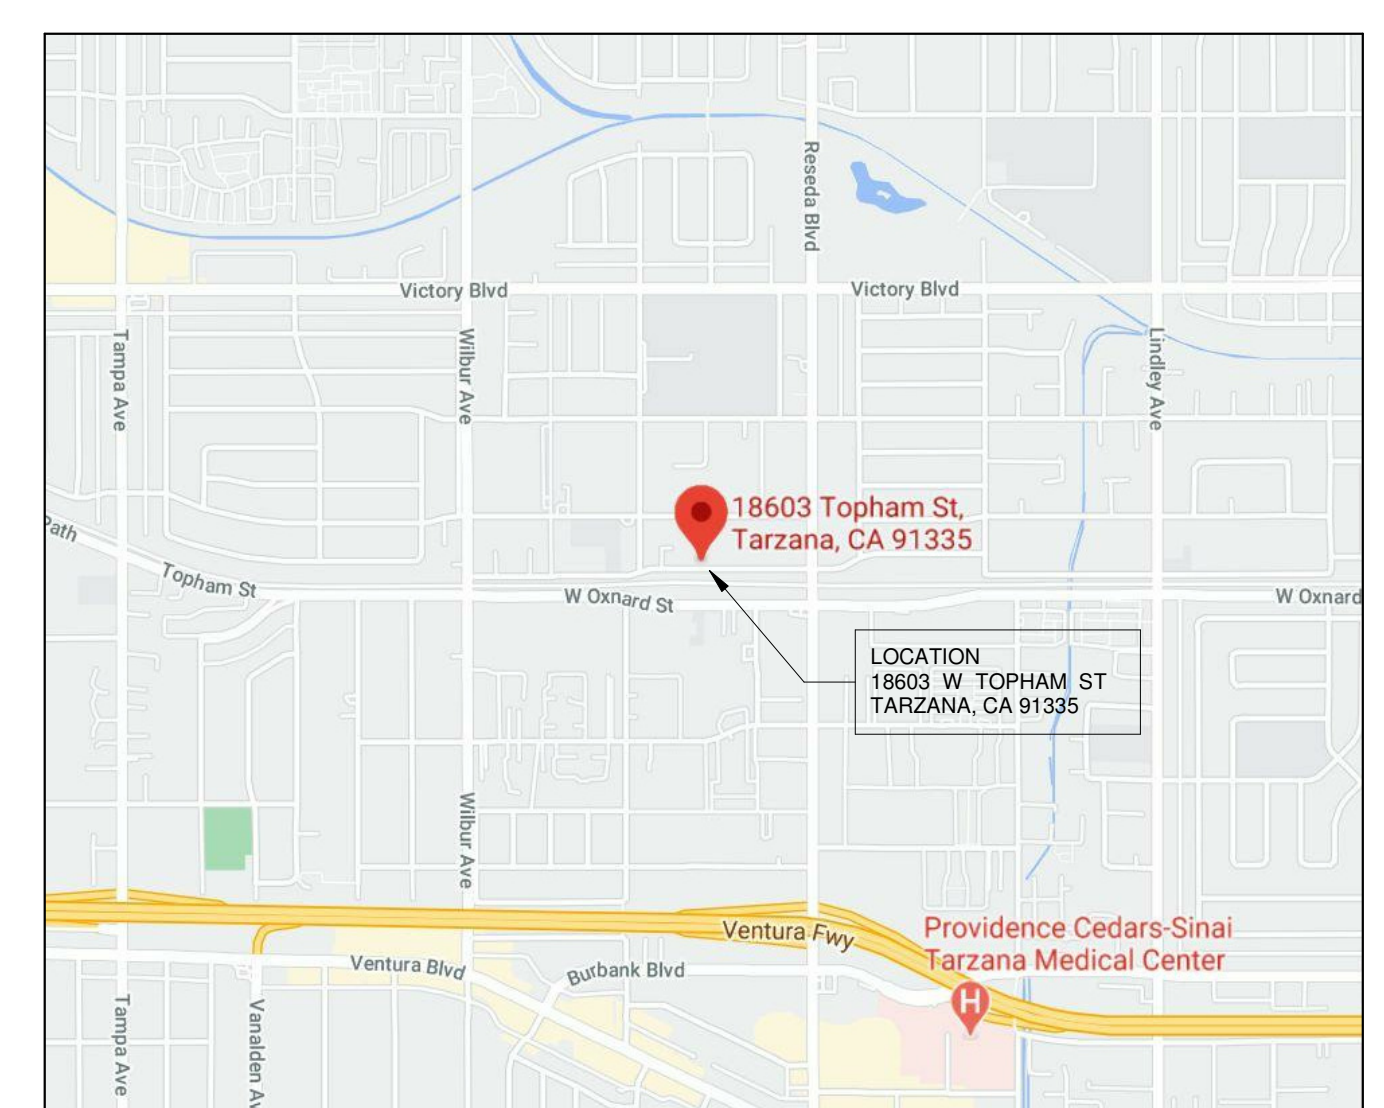 Reseda Blvd
Victory Blvd
Victory Blvd
Tampa Ave
Wilbur Ave
Lindley Ave
18603 Topham St,
Tarzana, CA 91335
Path
Topham St
W Oxnard St
W Oxnard
LOCATION
18603 W TOPHAM ST
TARZANA, CA 91335
Wilbur Ave
Ventura Fwy
Providence Cedars-Sinai
Tarzana Medical Center
H
Ventura Blvd
Burbank Blvd
Tampa Ave
Vanalden Av